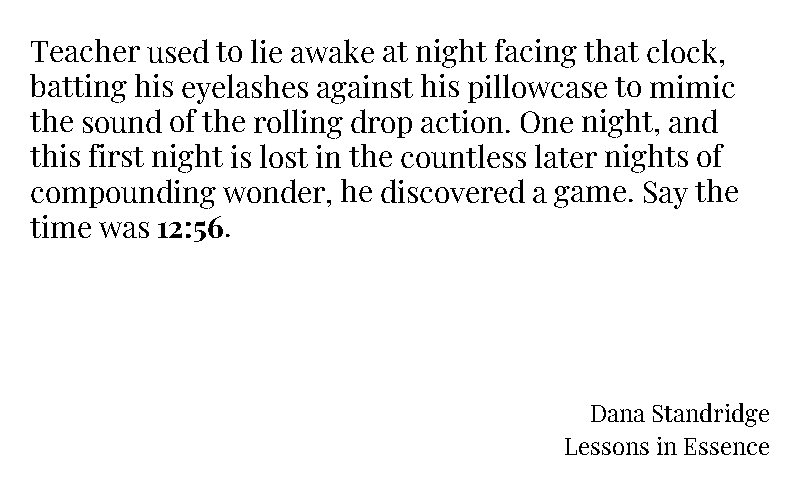 Teacher used to lie awake at night facing that clock,
batting his eyelashes against his pillowcase to mimic
the sound of the rolling drop action. One night, and
this first night is lost in the countless later nights of
compounding wonder, he discovered a game. Say the
time was 12:56.
Dana Standridge
Lessons in Essence